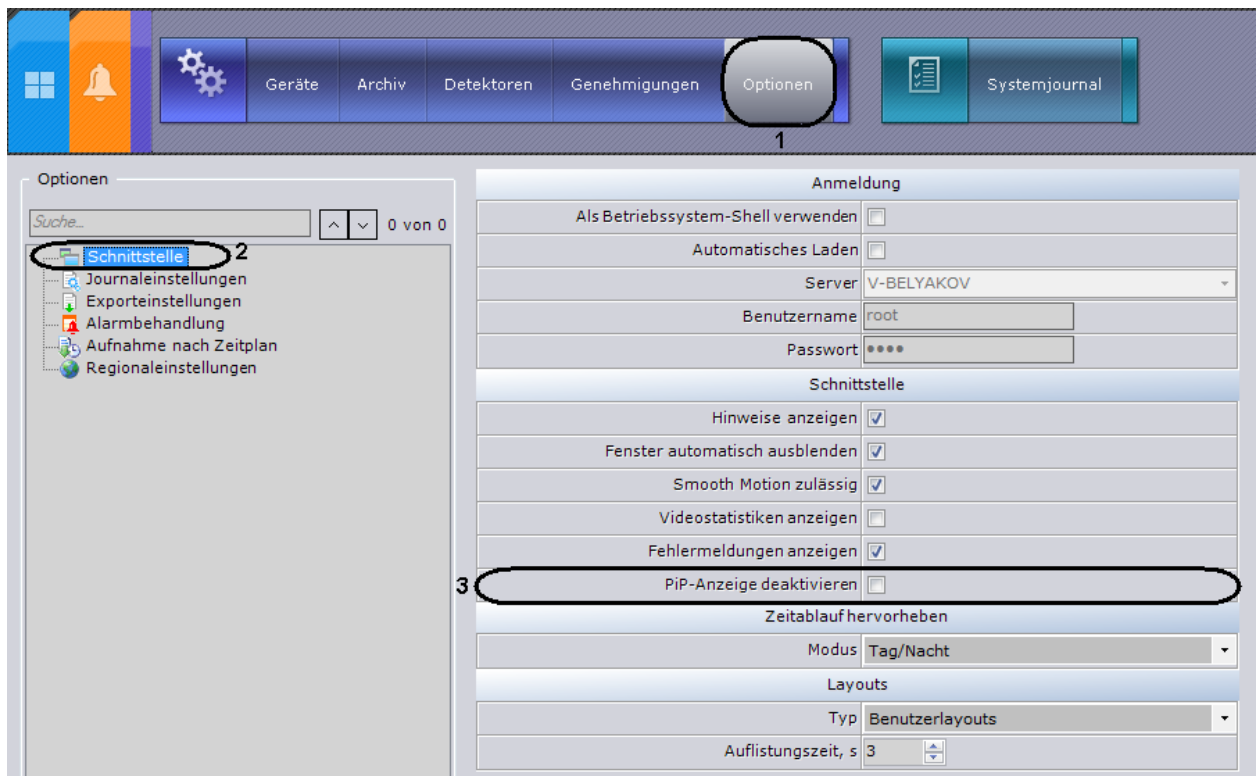 Geräte Archiv Detektoren Genehmigungen Optionen Systemjournal
1
Optionen
Suche...
0 von 0
Schnittstelle
2
Journaleinstellungen
Exporteinstellungen
Alarmbehandlung
Aufnahme nach Zeitplan
Regionaleinstellungen
Anmeldung
Als Betriebssystem-Shell verwenden
Automatisches Laden
Server V-BELYAKOV
Benutzername root
Passwort ••••
Schnittstelle
Hinweise anzeigen
Fenster automatisch ausblenden
Smooth Motion zulässig
Videostatistiken anzeigen
Fehlermeldungen anzeigen
3 PiP-Anzeige deaktivieren
Zeitablauf hervorheben
Modus Tag/Nacht
Layouts
Typ Benutzerlayouts
Auflistungszeit, s 3